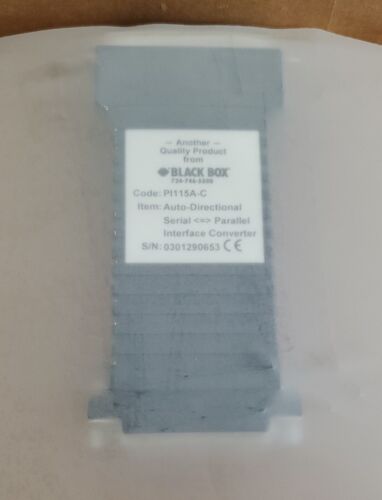 — Another —
Quality Product
from
BLACK BOX®
724-746-5500
Code: PI115A-C
Item: Auto-Directional
Serial <=> Parallel
Interface Converter
S/N: 0301290653 CE